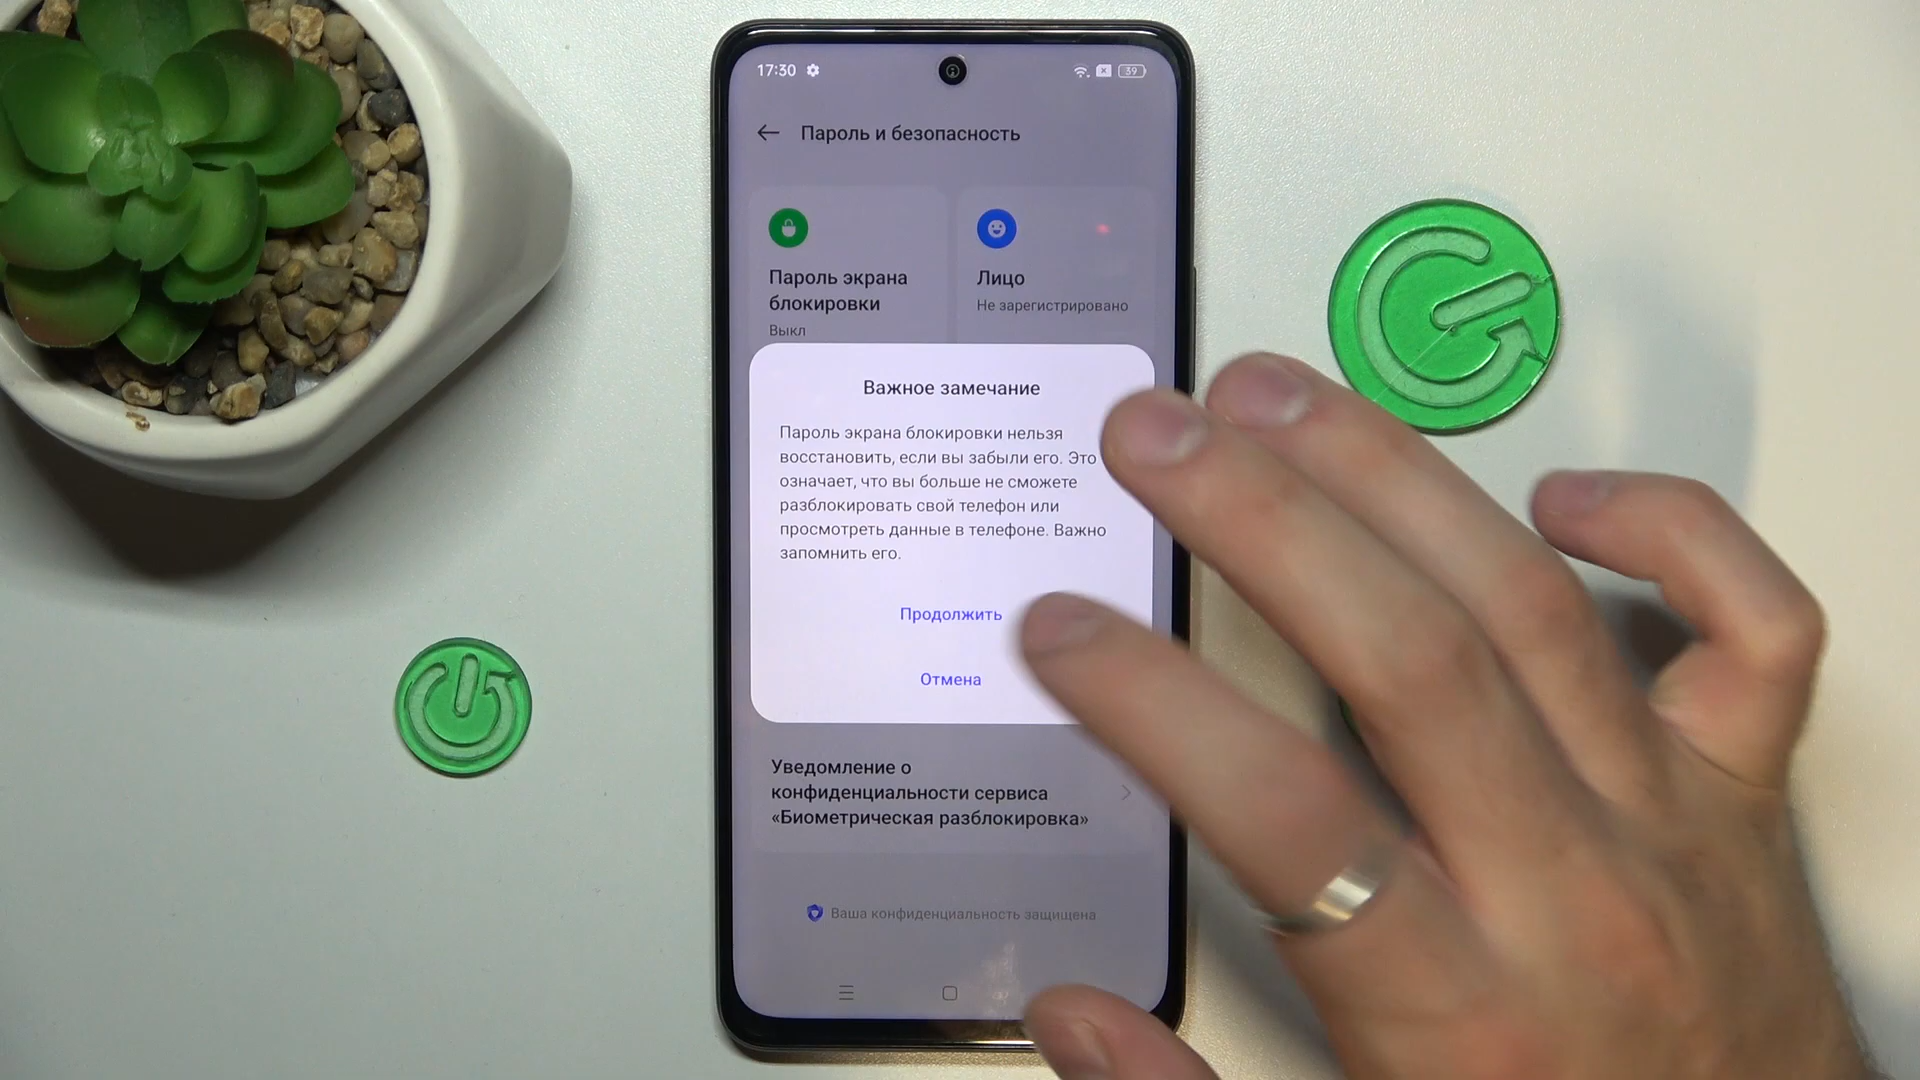 17:30
39
Пароль и безопасность
Пароль экрана
блокировки
Выкл
Лицо
Не зарегистрировано
Важное замечание
Пароль экрана блокировки нельзя
восстановить, если вы забыли его. Это
означает, что вы больше не сможете
разблокировать свой телефон или
просмотреть данные в телефоне. Важно
запомнить его.
Продолжить
Отмена
Уведомление о
конфиденциальности сервиса
«Биометрическая разблокировка»
Ваша конфиденциальность защищена